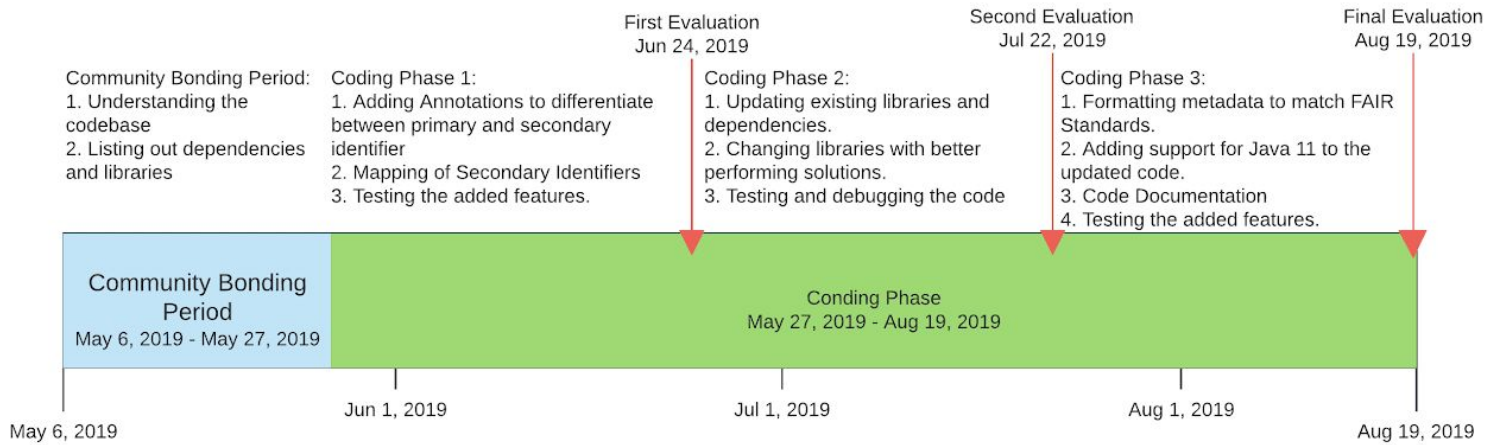 First Evaluation
Jun 24, 2019
Second Evaluation
Jul 22, 2019
Final Evaluation
Aug 19, 2019
Community Bonding Period:
1. Understanding the
codebase
2. Listing out dependencies
and libraries
Coding Phase 1:
1. Adding Annotations to differentiate
between primary and secondary
identifier
2. Mapping of Secondary Identifiers
3. Testing the added features.
Coding Phase 2:
1. Updating existing libraries and
dependencies.
2. Changing libraries with better
performing solutions.
3. Testing and debugging the code
Coding Phase 3:
1. Formatting metadata to match FAIR
Standards.
2. Adding support for Java 11 to the
updated code.
3. Code Documentation
4. Testing the added features.
Community Bonding
Period
May 6, 2019 - May 27, 2019
Conding Phase
May 27, 2019 - Aug 19, 2019
May 6, 2019
Jun 1, 2019
Jul 1, 2019
Aug 1, 2019
Aug 19, 2019